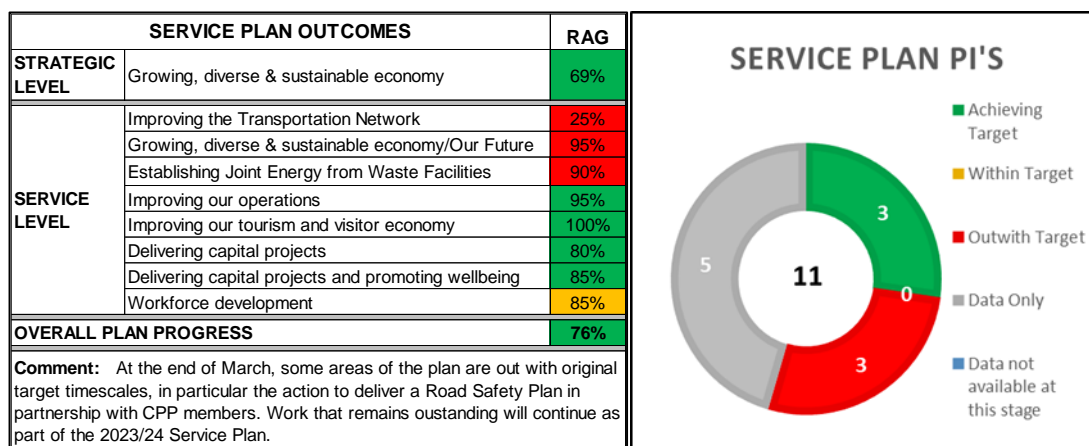 SERVICE PLAN OUTCOMES RAG
STRATEGIC LEVEL Growing, diverse & sustainable economy 69%
SERVICE LEVEL
Improving the Transportation Network 25%
Growing, diverse & sustainable economy/Our Future 95%
Establishing Joint Energy from Waste Facilities 90%
Improving our operations 95%
Improving our tourism and visitor economy 100%
Delivering capital projects 80%
Delivering capital projects and promoting wellbeing 85%
Workforce development 85%
OVERALL PLAN PROGRESS 76%
Comment: At the end of March, some areas of the plan are out with original
target timescales, in particular the action to deliver a Road Safety Plan in
partnership with CPP members. Work that remains oustanding will continue as
part of the 2023/24 Service Plan.
SERVICE PLAN PI'S
3
0
3
5
11
Achieving
Target
Within Target
Outwith Target
Data Only
Data not
available at
this stage